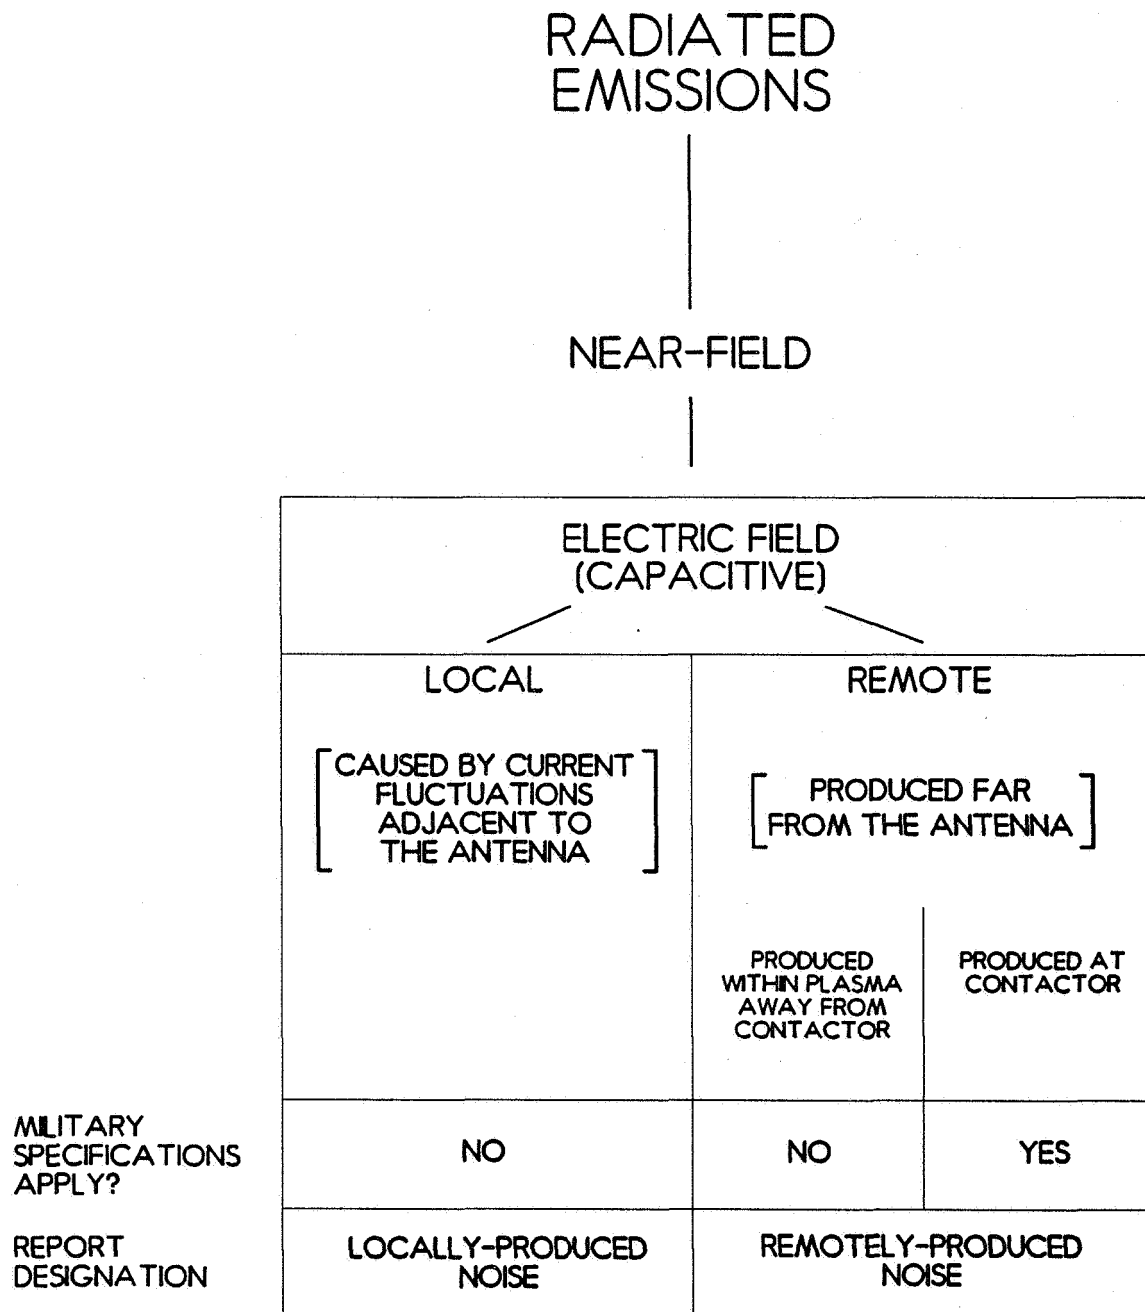 RADIATED
EMISSIONS
NEAR-FIELD
ELECTRIC FIELD
(CAPACITIVE)
LOCAL
REMOTE
CAUSED BY CURRENT
FLUCTUATIONS
ADJACENT TO
THE ANTENNA
PRODUCED FAR
FROM THE ANTENNA
PRODUCED
WITHIN PLASMA
AWAY FROM
CONTACTOR
PRODUCED AT
CONTACTOR
MILITARY
SPECIFICATIONS
APPLY?
NO
NO
YES
REPORT
DESIGNATION
LOCALLY-PRODUCED
NOISE
REMOTELY-PRODUCED
NOISE